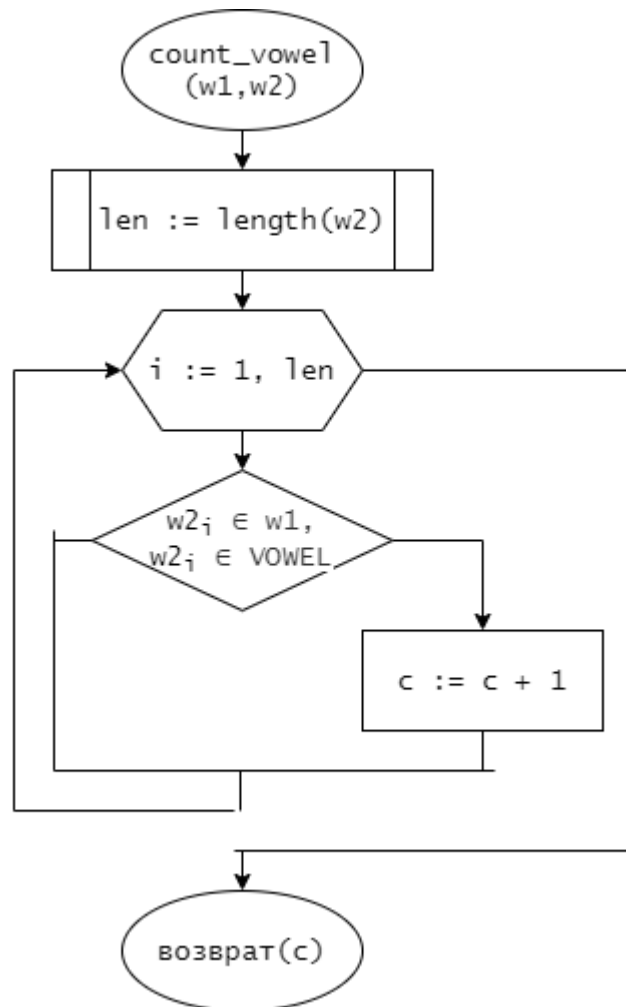 count_vowel
(w1,w2)
len := length(w2)
i := 1, len
w2ᵢ ∈ w1,
w2ᵢ ∈ VOWEL
c := c + 1
возврат(c)